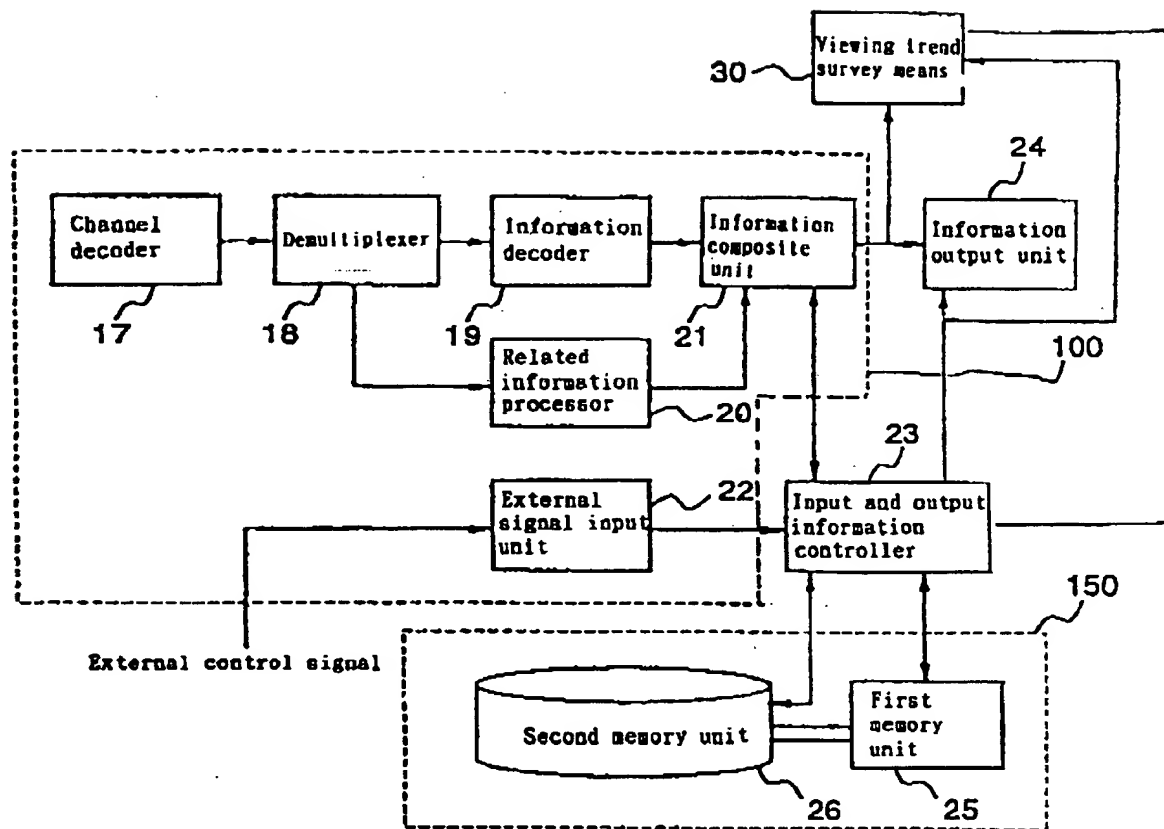 Viewing trend
survey means
30
24
Channel
decoder
Demultiplexer
Information
decoder
Information
composite
unit
Information
output unit
17
18
19
21
100
Related
information
processor
20
23
22
External
signal input
unit
Input and output
information
controller
150
External control signal
Second memory unit
First
memory
unit
26
25